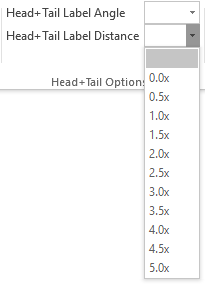 Head+Tail Label Angle
Head+Tail Label Distance
Head+Tail Options
0.0x
0.5x
1.0x
1.5x
2.0x
2.5x
3.0x
3.5x
4.0x
4.5x
5.0x